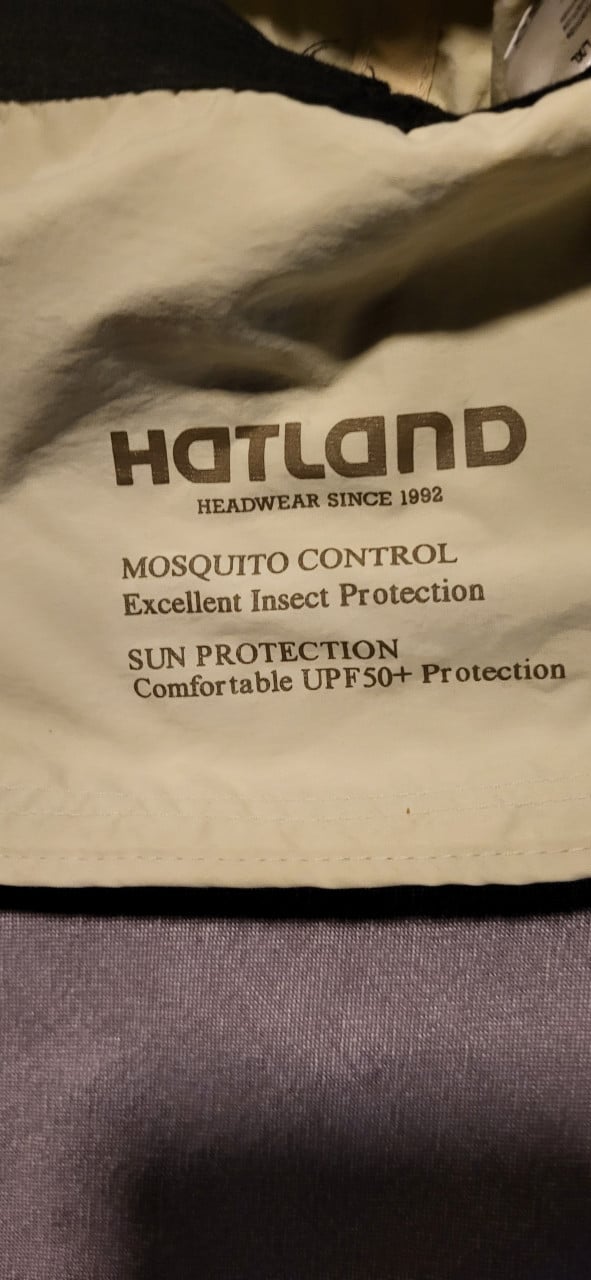 HATLAND
HEADWEAR SINCE 1992
MOSQUITO CONTROL
Excellent Insect Protection
SUN PROTECTION
Comfortable UPF50+ Protection